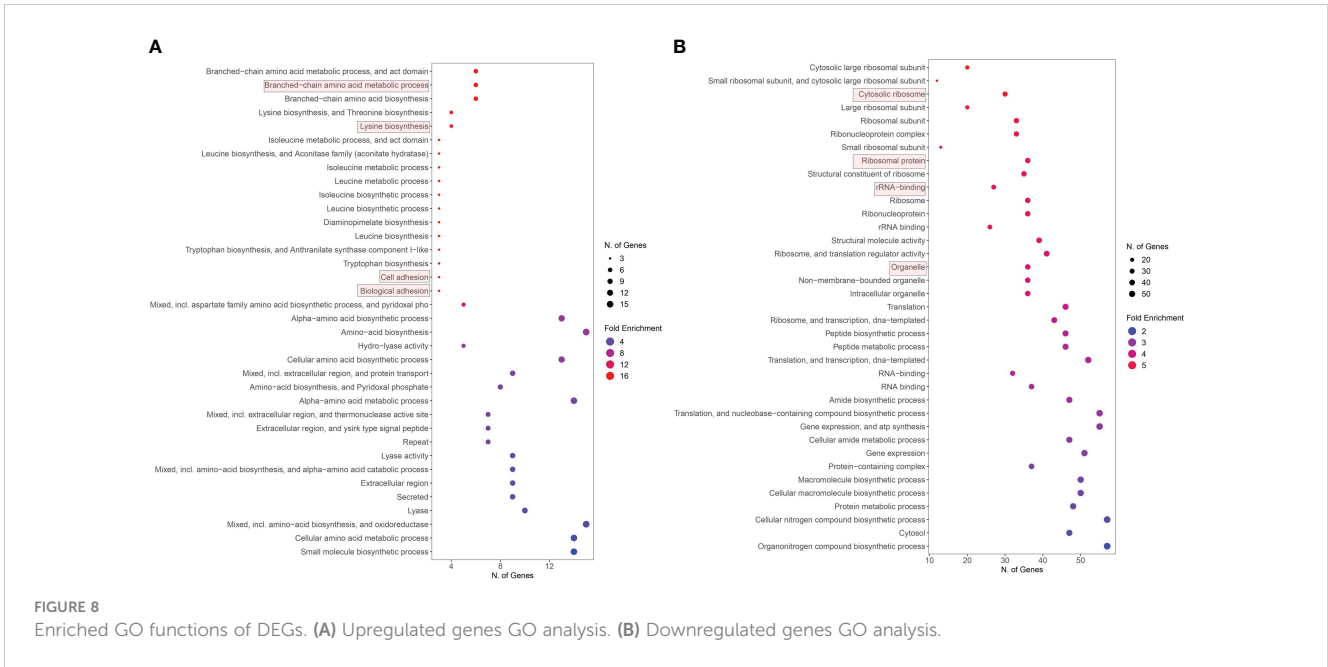 A
Branched−chain amino acid metabolic process, and act domain
Branched−chain amino acid metabolic process
Branched−chain amino acid biosynthesis
Lysine biosynthesis, and Threonine biosynthesis
Lysine biosynthesis
Isoleucine metabolic process, and act domain
Leucine biosynthesis, and Aconitase family (aconitate hydratase)
Isoleucine metabolic process
Leucine metabolic process
Isoleucine biosynthetic process
Leucine biosynthetic process
Diaminopimelate biosynthesis
Leucine biosynthesis
Tryptophan biosynthesis, and Anthranilate synthase component I−like
Tryptophan biosynthesis
Cell adhesion
Biological adhesion
Mixed, incl. aspartate family amino acid biosynthetic process, and pyridoxal pho
Alpha−amino acid biosynthetic process
Amino−acid biosynthesis
Hydro−lyase activity
Cellular amino acid biosynthetic process
Mixed, incl. extracellular region, and protein transport
Amino−acid biosynthesis, and Pyridoxal phosphate
Alpha−amino acid metabolic process
Mixed, incl. extracellular region, and thermonuclease active site
Extracellular region, and ysirk type signal peptide
Repeat
Lyase activity
Mixed, incl. amino−acid biosynthesis, and alpha−amino acid catabolic process
Extracellular region
Secreted
Lyase
Mixed, incl. amino−acid biosynthesis, and oxidoreductase
Cellular amino acid metabolic process
Small molecule biosynthetic process
4 8 12
N. of Genes
N. of Genes
3
6
9
12
15
Fold Enrichment
4
8
12
16
B
Cytosolic large ribosomal subunit
Small ribosomal subunit, and cytosolic large ribosomal subunit
Cytosolic ribosome
Large ribosomal subunit
Ribosomal subunit
Ribonucleoprotein complex
Small ribosomal subunit
Ribosomal protein
Structural constituent of ribosome
rRNA−binding
Ribosome
Ribonucleoprotein
rRNA binding
Structural molecule activity
Ribosome, and translation regulator activity
Organelle
Non−membrane−bounded organelle
Intracellular organelle
Translation
Ribosome, and transcription, dna−templated
Peptide biosynthetic process
Peptide metabolic process
Translation, and transcription, dna−templated
RNA−binding
RNA binding
Amide biosynthetic process
Translation, and nucleobase−containing compound biosynthetic process
Gene expression, and atp synthesis
Cellular amide metabolic process
Gene expression
Protein−containing complex
Macromolecule biosynthetic process
Cellular macromolecule biosynthetic process
Protein metabolic process
Cellular nitrogen compound biosynthetic process
Cytosol
Organonitrogen compound biosynthetic process
10 20 30 40 50
N. of Genes
N. of Genes
20
30
40
50
Fold Enrichment
2
3
4
5
FIGURE 8
Enriched GO functions of DEGs. (A) Upregulated genes GO analysis. (B) Downregulated genes GO analysis.